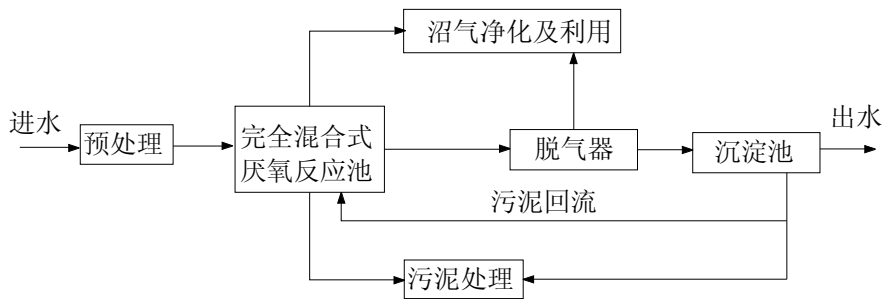 沼气净化及利用
进水
预处理
完全混合式
厌氧反应池
脱气器
沉淀池
出水
污泥回流
污泥处理